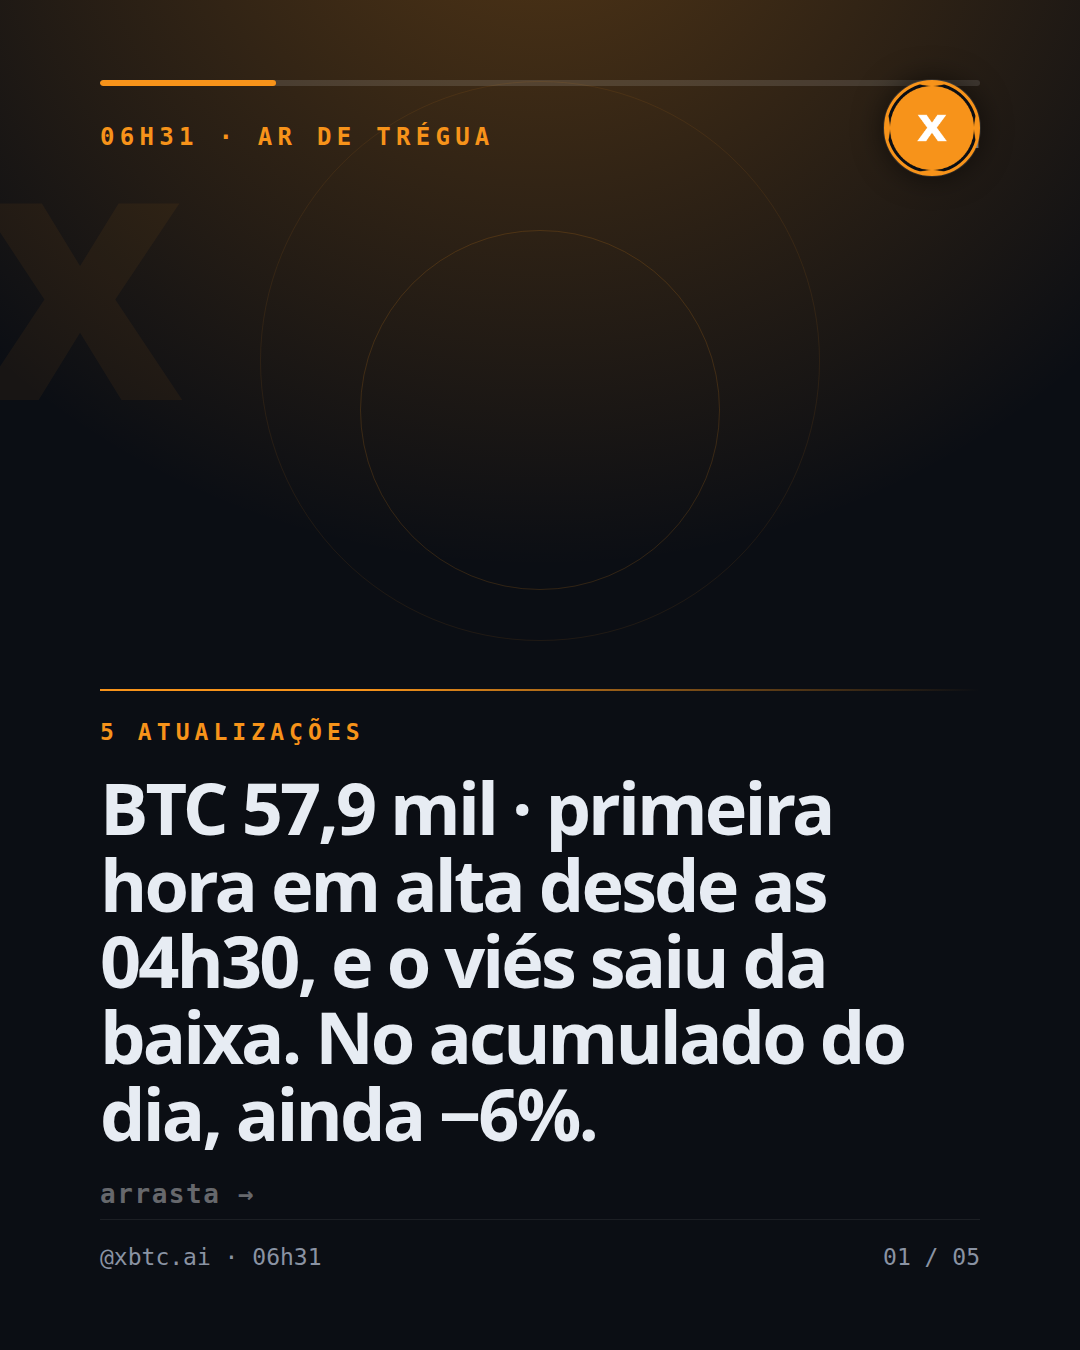 06H31 · AR DE TRÉGUA
x
x
5 ATUALIZAÇÕES
BTC 57,9 mil · primeira
hora em alta desde as
04h30, e o viés saiu da
baixa. No acumulado do
dia, ainda −6%.
arrasta →
@xbtc.ai · 06h31
01 / 05